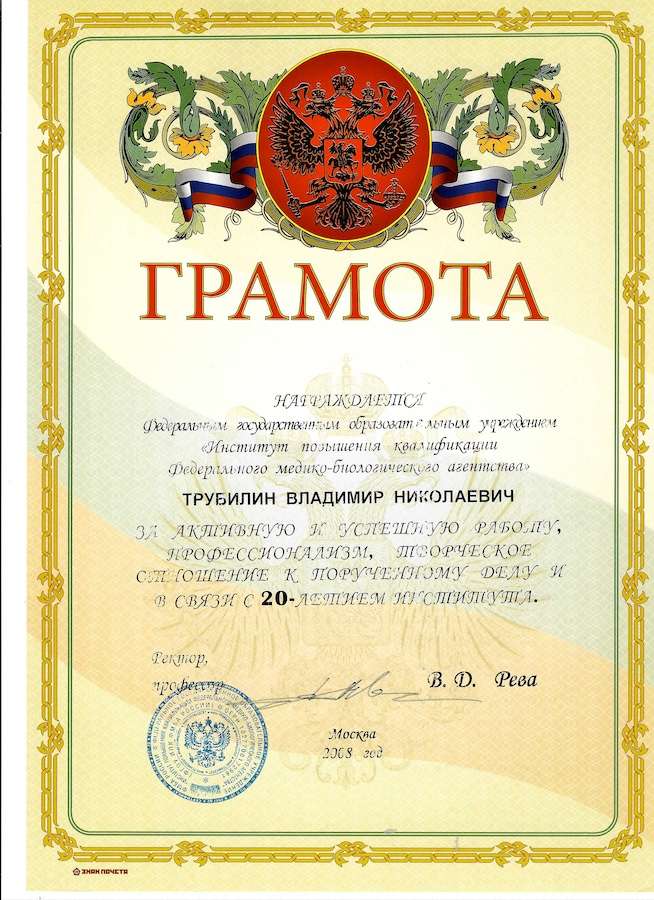 ГРАМОТА
НАГРАЖДАЕТСЯ
Федеральным государственным образовательным учреждением
«Институт повышения квалификации
Федерального медико-биологического агентства»
ТРУБИЛИН ВЛАДИМИР НИКОЛАЕВИЧ
ЗА АКТИВНУЮ И УСПЕШНУЮ РАБОТУ,
ПРОФЕССИОНАЛИЗМ, ТВОРЧЕСКОЕ
ОТНОШЕНИЕ К ПОРУЧЕННОМУ ДЕЛУ И
В СВЯЗИ С 20-ЛЕТИЕМ ИНСТИТУТА.
Ректор,
профессор В. Д. Рева
Москва
2008 год
ЗНАК ПОЧЕТА